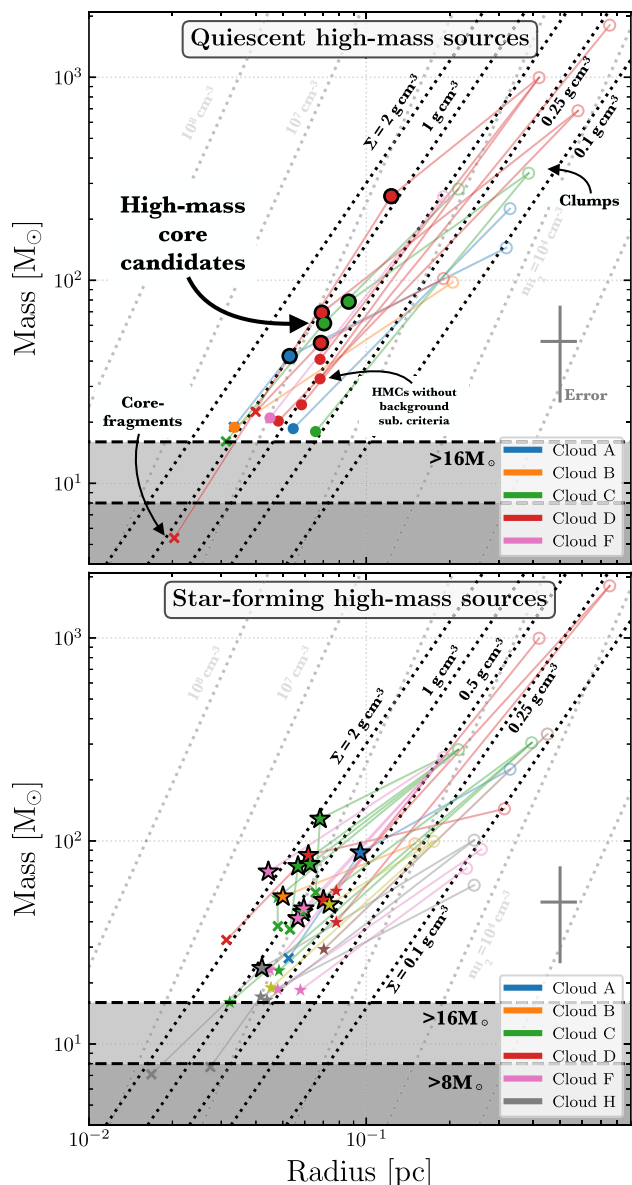 Quiescent high-mass sources
10³
10²
10¹
Mass [M⊙]
10⁸ cm⁻³
10⁷ cm⁻³
Σ = 2 g cm⁻³
1 g cm⁻³
0.25 g cm⁻³
0.1 g cm⁻³
Clumps
High-mass
core
candidates
Error
HMCs without
background
sub. criteria
Core-
fragments
>16M⊙
Cloud A
Cloud B
Cloud C
Cloud D
Cloud F
Star-forming high-mass sources
10³
10²
10¹
Mass [M⊙]
10⁸ cm⁻³
10⁷ cm⁻³
Σ = 2 g cm⁻³
1 g cm⁻³
0.5 g cm⁻³
0.25 g cm⁻³
Σ = 0.1 g cm⁻³
Error
>16M⊙
>8M⊙
Cloud A
Cloud B
Cloud C
Cloud D
Cloud F
Cloud H
10⁻²
10⁻¹
Radius [pc]